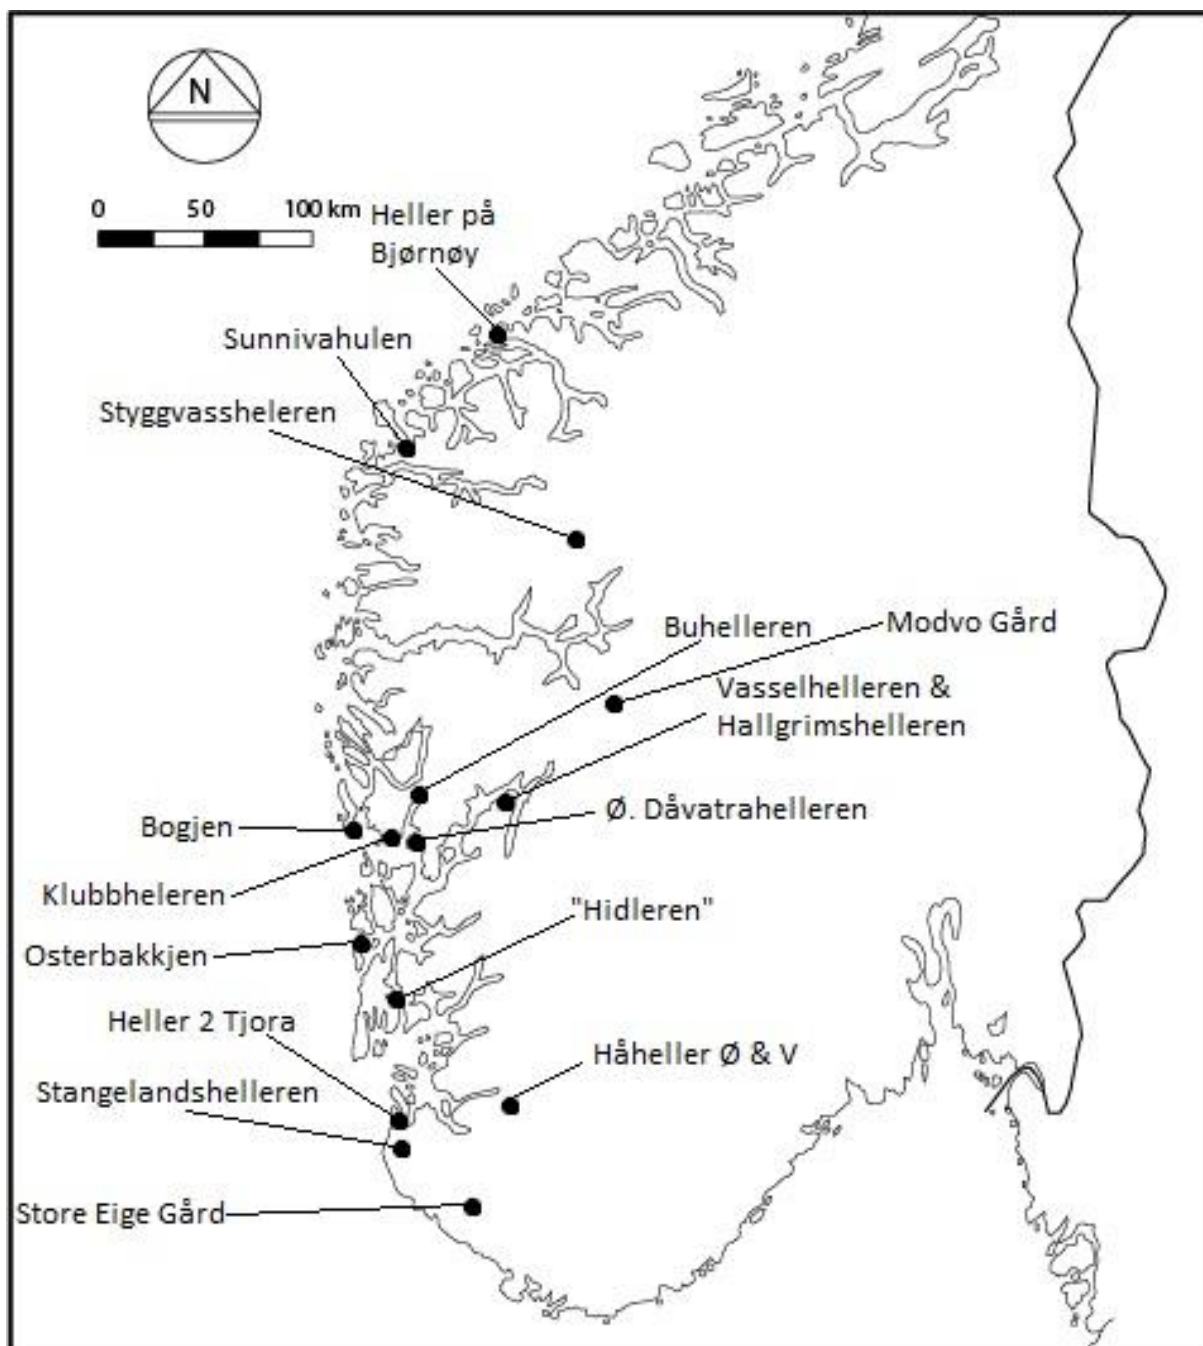 N
0 50 100 km
Heller på
Bjørnøy
Sunnivahulen
Styggvassheleren
Buhelleren
Modvo Gård
Vasselhelleren &
Hallgrimshelleren
Ø. Dåvatrahelleren
Bogjen
Klubbheleren
"Hidleren"
Osterbakkjen
Heller 2 Tjora
Håheller Ø & V
Stangelandshelleren
Store Eige Gård